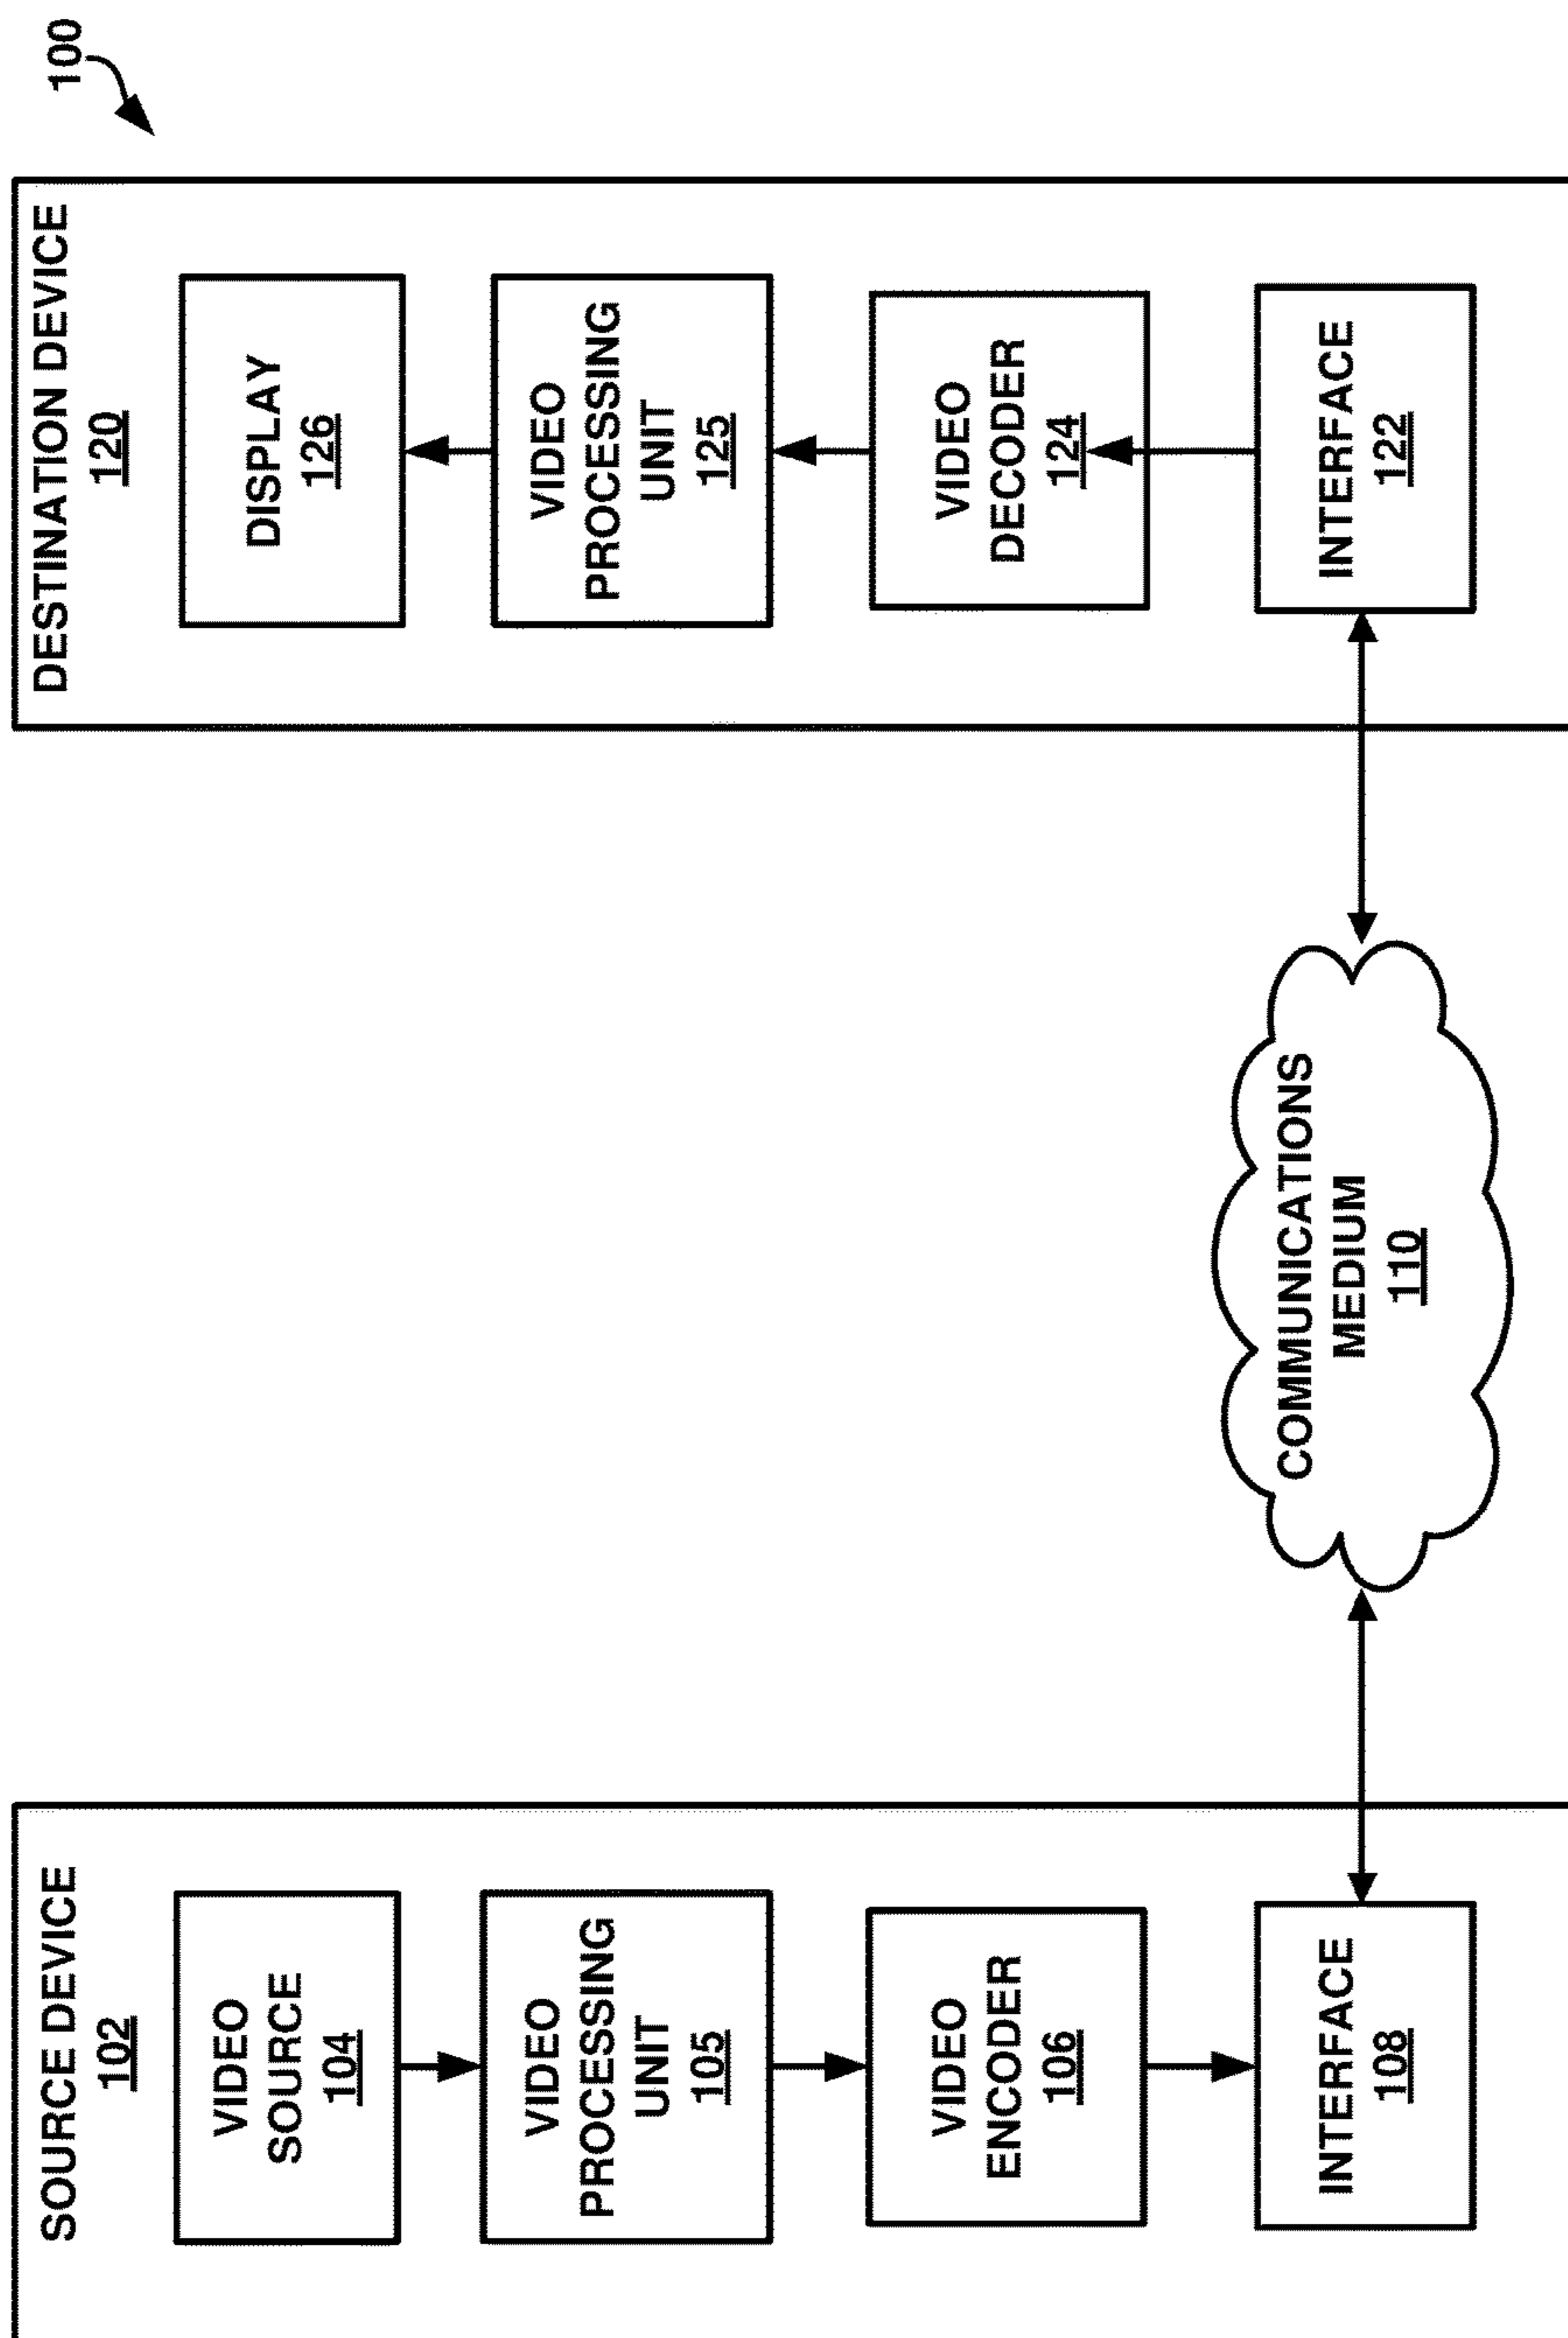 100
SOURCE DEVICE
102
VIDEO
SOURCE
104
VIDEO
PROCESSING
UNIT
105
VIDEO
ENCODER
106
INTERFACE
108
COMMUNICATIONS
MEDIUM
110
DESTINATION DEVICE
120
DISPLAY
126
VIDEO
PROCESSING
UNIT
125
VIDEO
DECODER
124
INTERFACE
122